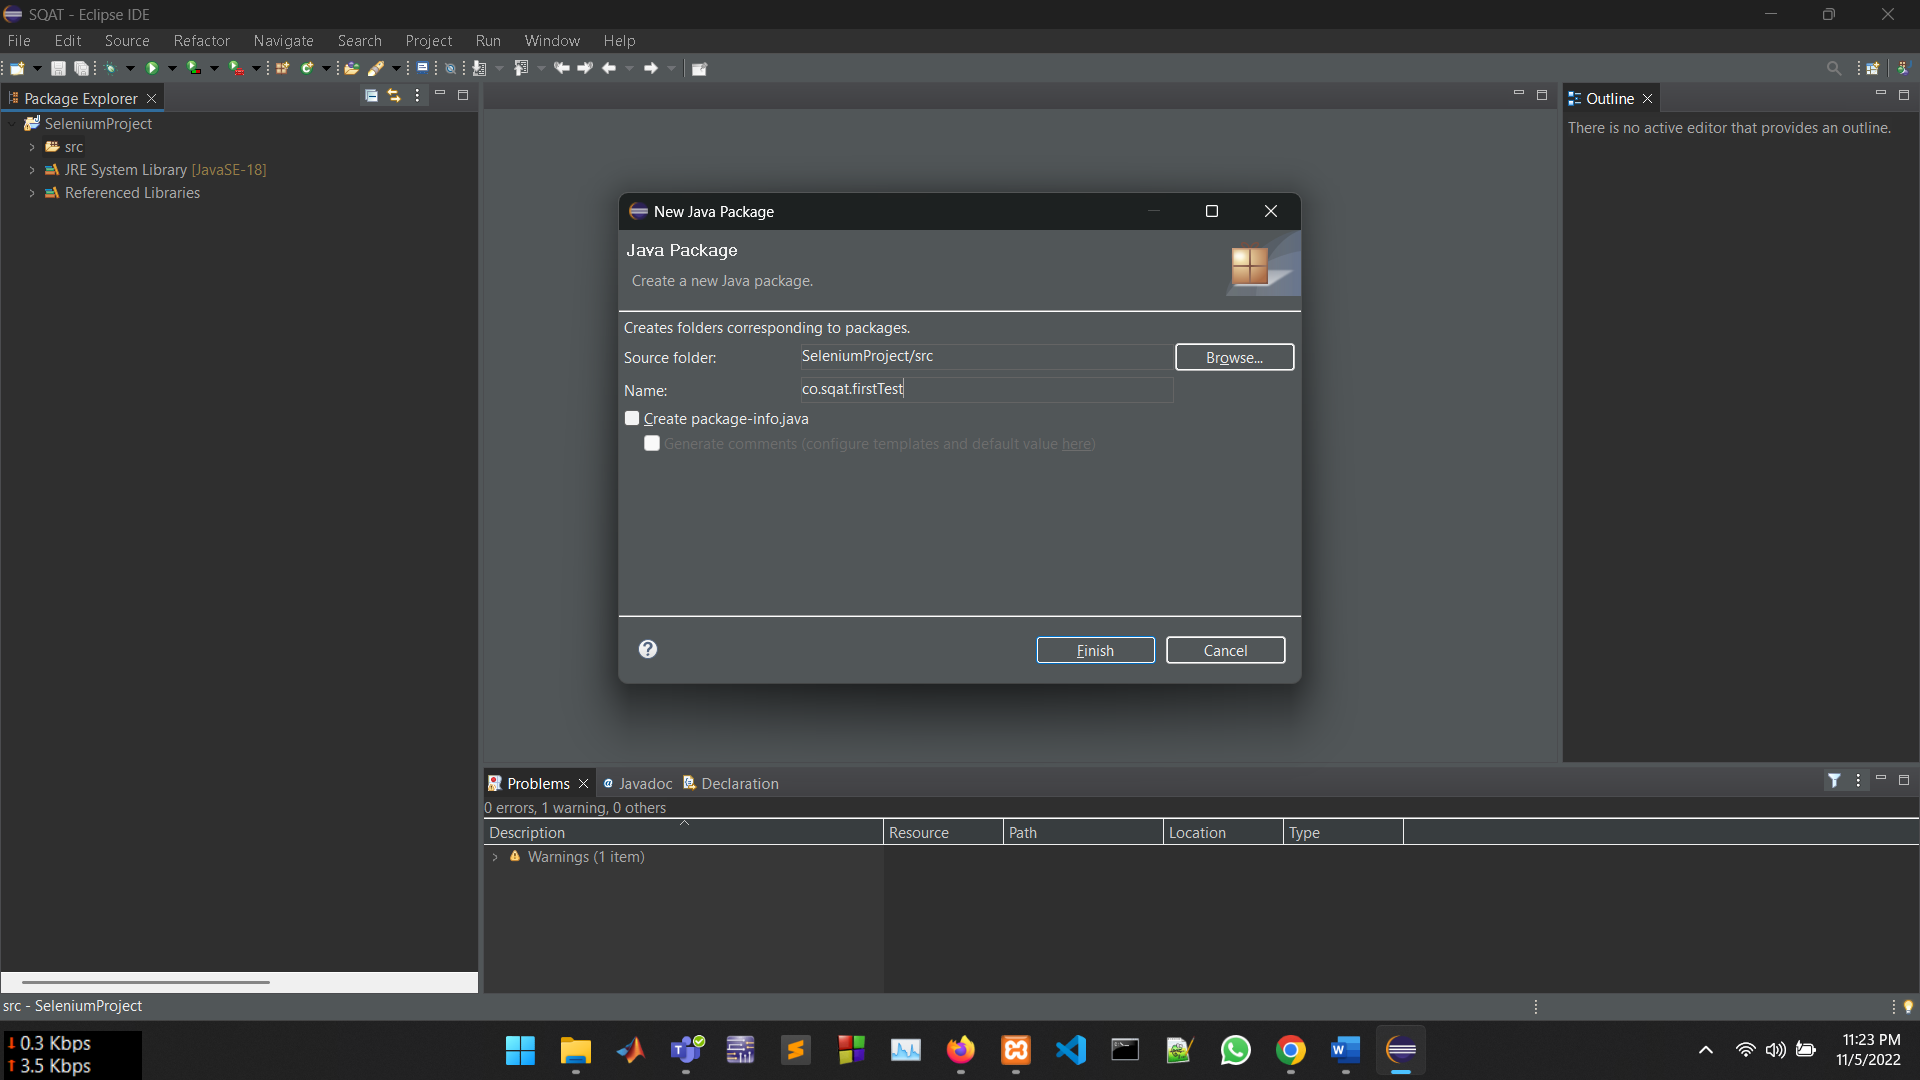 SQAT - Eclipse IDE
File Edit Source Refactor Navigate Search Project Run Window Help
Package Explorer
SeleniumProject
src
JRE System Library [JavaSE-18]
Referenced Libraries
Outline
There is no active editor that provides an outline.
New Java Package
Java Package
Create a new Java package.
Creates folders corresponding to packages.
Source folder: SeleniumProject/src Browse...
Name: co.sqat.firstTest
Create package-info.java
Generate comments (configure templates and default value here)
Finish Cancel
Problems Javadoc Declaration
0 errors, 1 warning, 0 others
Description Resource Path Location Type
Warnings (1 item)
src - SeleniumProject
0.3 Kbps
3.5 Kbps
11:23 PM
11/5/2022